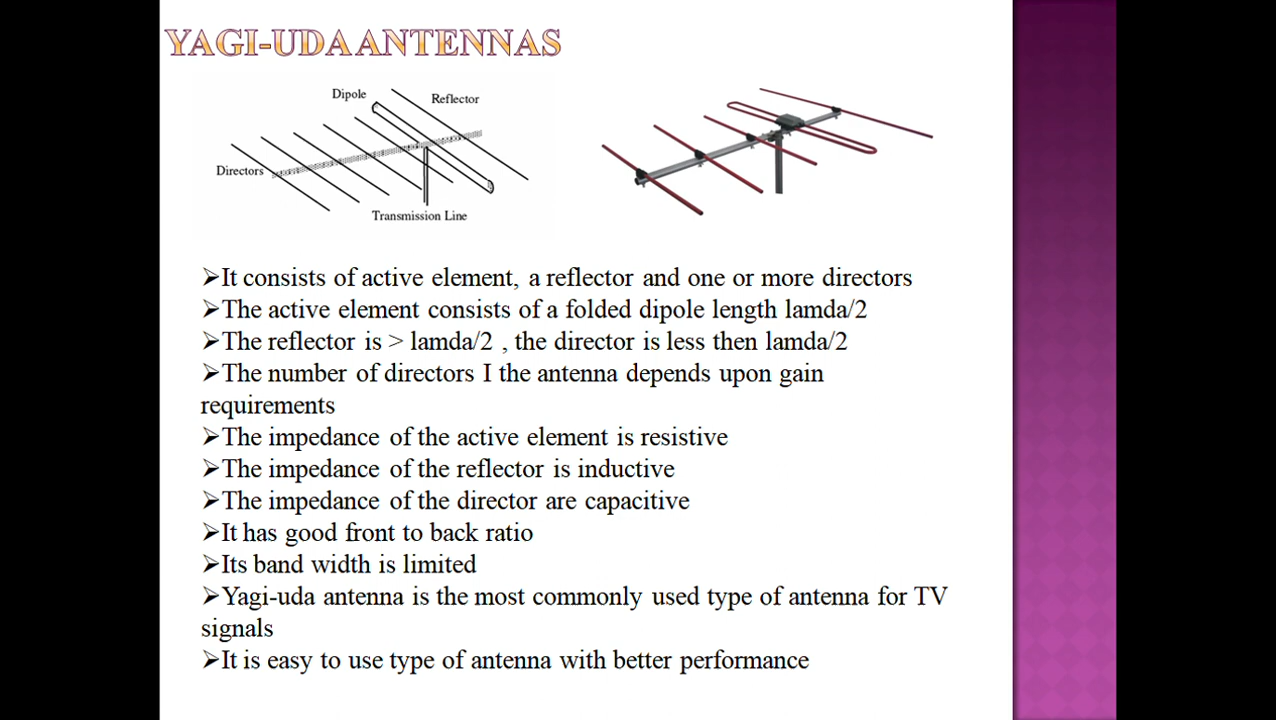 YAGI-UDA ANTENNAS
Dipole
Reflector
Directors
Transmission Line
➢It consists of active element, a reflector and one or more directors
➢The active element consists of a folded dipole length lamda/2
➢The reflector is > lamda/2 , the director is less then lamda/2
➢The number of directors I the antenna depends upon gain
requirements
➢The impedance of the active element is resistive
➢The impedance of the reflector is inductive
➢The impedance of the director are capacitive
➢It has good front to back ratio
➢Its band width is limited
➢Yagi-uda antenna is the most commonly used type of antenna for TV
signals
➢It is easy to use type of antenna with better performance